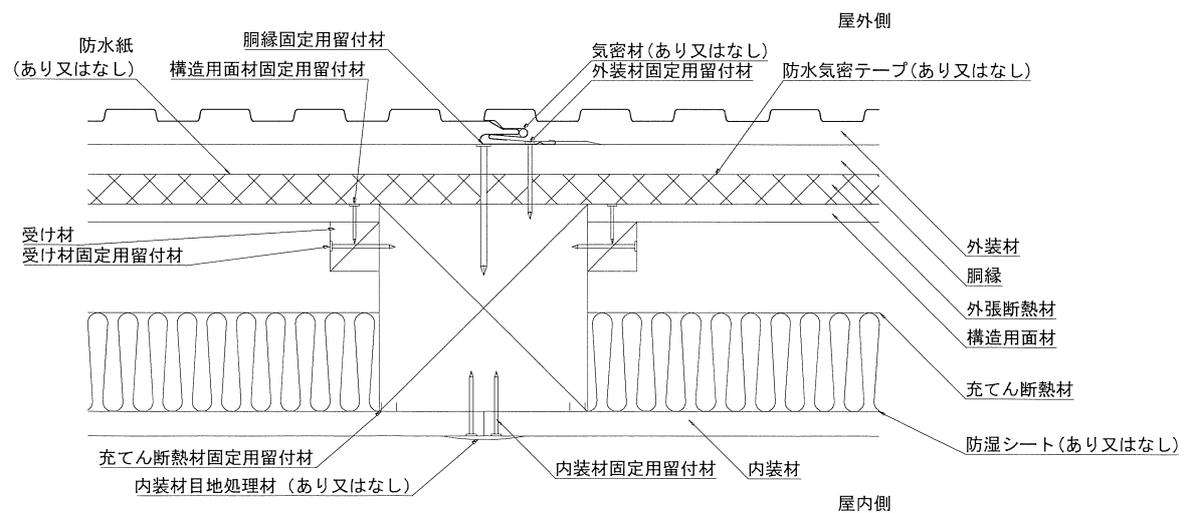 屋外側
防水紙
(あり又はなし)
胴縁固定用留付材
構造用面材固定用留付材
気密材(あり又はなし)
外装材固定用留付材
防水気密テープ(あり又はなし)
受け材
受け材固定用留付材
外装材
胴縁
外張断熱材
構造用面材
充てん断熱材
防湿シート(あり又はなし)
充てん断熱材固定用留付材
内装材目地処理材 (あり又はなし)
内装材固定用留付材
内装材
屋内側